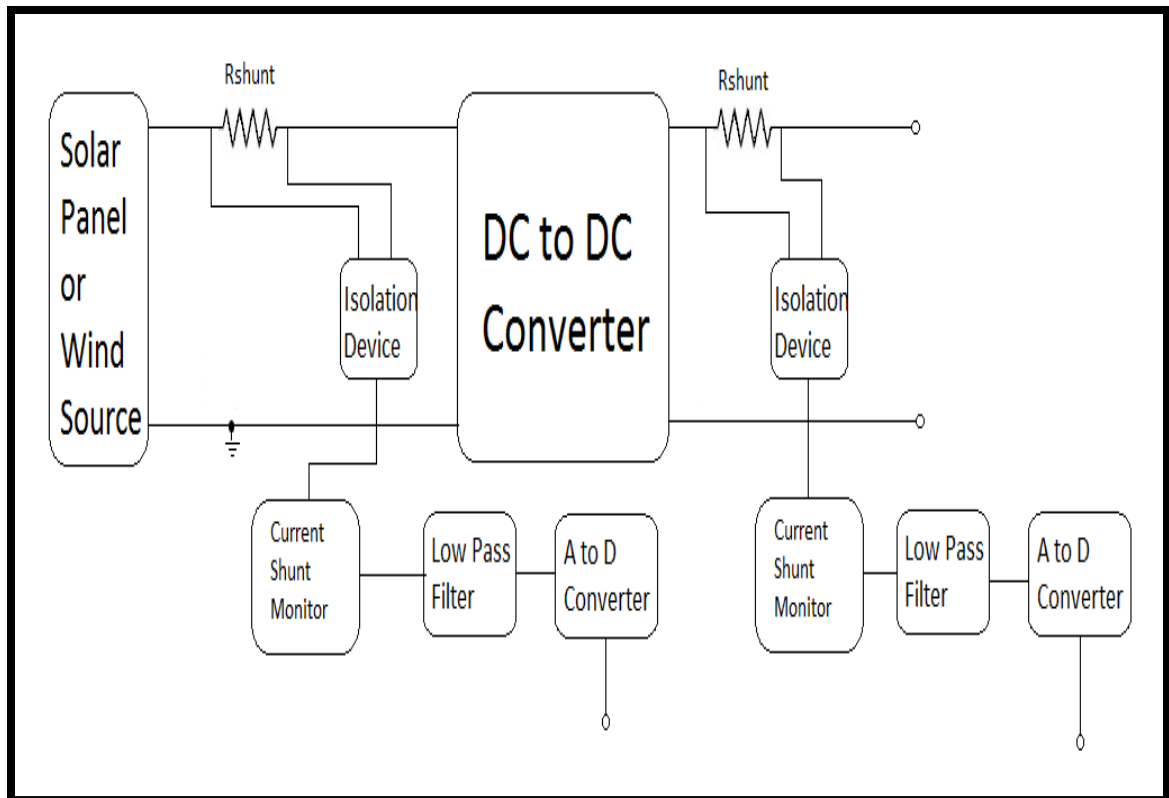 Rshunt
Rshunt
Solar
Panel
or
Wind
Source
DC to DC
Converter
Isolation
Device
Isolation
Device
Current
Shunt
Monitor
Low Pass
Filter
A to D
Converter
Current
Shunt
Monitor
Low Pass
Filter
A to D
Converter